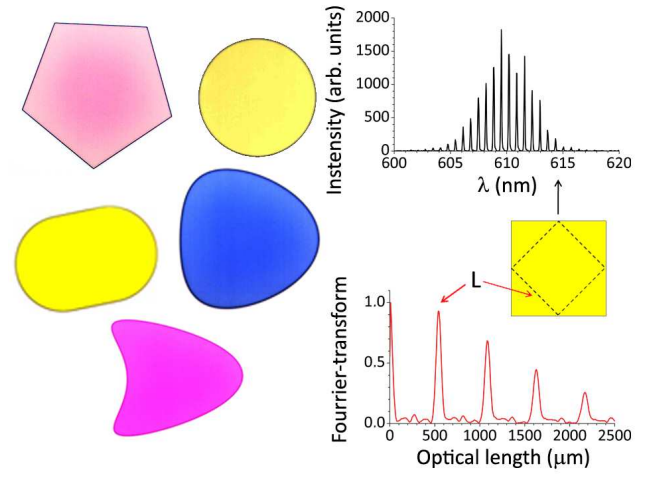 Instensity (arb. units)
2000
1500
1000
500
0
600 605 610 615 620
λ (nm)
L
Fourrier-transform
1.0
0.5
0.0
0 500 1000 1500 2000 2500
Optical length (μm)